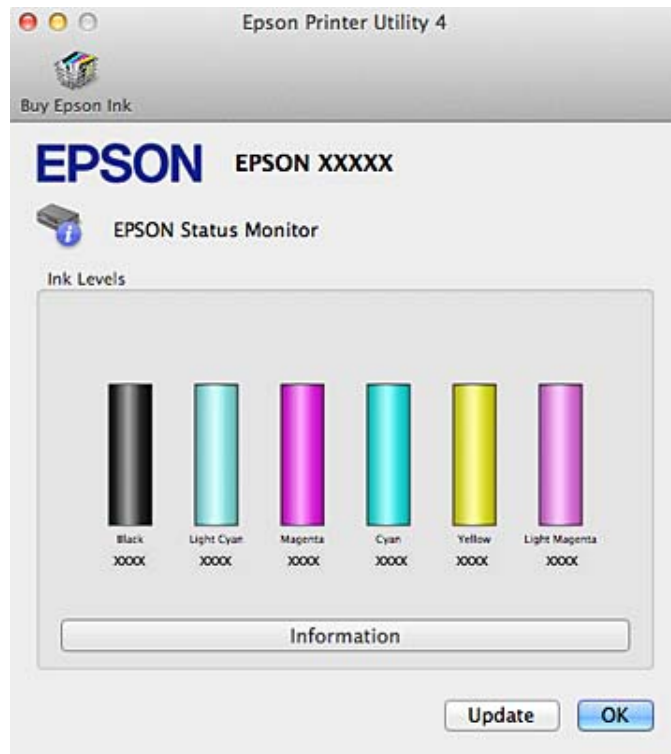 Epson Printer Utility 4
Buy Epson Ink
EPSON EPSON XXXXX
EPSON Status Monitor
Ink Levels
Black Light Cyan Magenta Cyan Yellow Light Magenta
XXXX XXXX XXXX XXXX XXXX XXXX
Information
Update OK